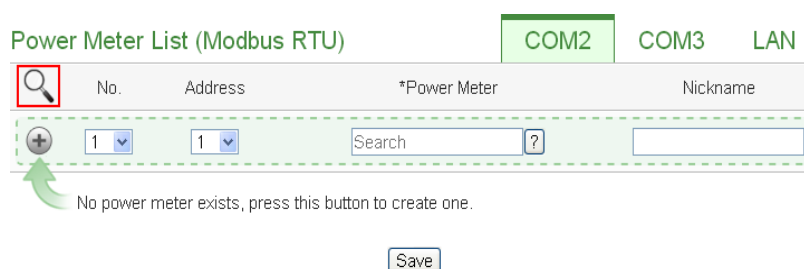 Power Meter List (Modbus RTU) COM2 COM3 LAN
No. Address *Power Meter Nickname
1 1 Search ?
No power meter exists, press this button to create one.
Save